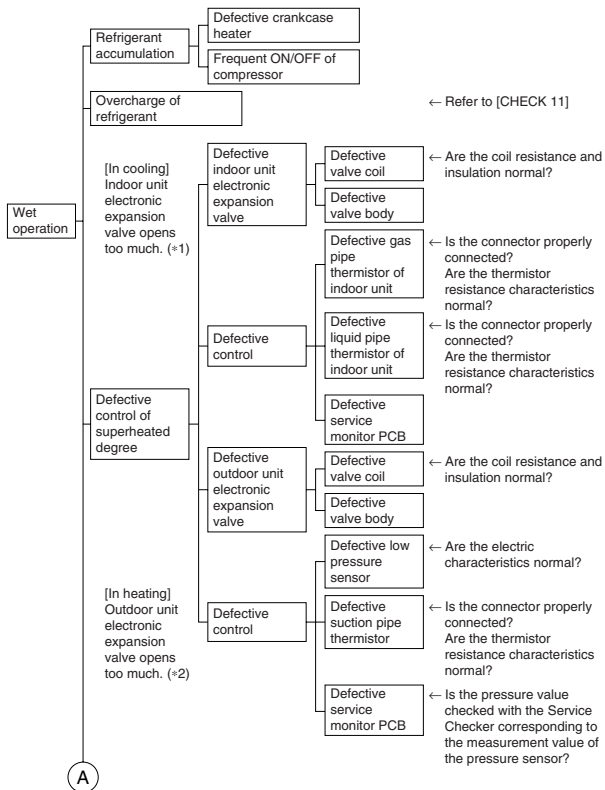 Defective crankcase
heater
Refrigerant
accumulation
Frequent ON/OFF of
compressor
Overcharge of
refrigerant
← Refer to [CHECK 11]
[In cooling]
Indoor unit
electronic
expansion
valve opens
too much. (*1)
Defective
indoor unit
electronic
expansion
valve
Defective
valve coil
← Are the coil resistance and
insulation normal?
Defective
valve body
Wet
operation
Defective gas
pipe
thermistor of
indoor unit
← Is the connector properly
connected?
Are the thermistor
resistance characteristics
normal?
Defective
control
Defective
liquid pipe
thermistor of
indoor unit
← Is the connector properly
connected?
Are the thermistor
resistance characteristics
normal?
Defective
service
monitor PCB
Defective
control of
superheated
degree
Defective
outdoor unit
electronic
expansion
valve
Defective
valve coil
← Are the coil resistance and
insulation normal?
Defective
valve body
[In heating]
Outdoor unit
electronic
expansion
valve opens
too much. (*2)
Defective
control
Defective low
pressure
sensor
← Are the electric
characteristics normal?
Defective
suction pipe
thermistor
← Is the connector properly
connected?
Are the thermistor
resistance characteristics
normal?
Defective
service
monitor PCB
← Is the pressure value
checked with the Service
Checker corresponding to
the measurement value of
the pressure sensor?
A